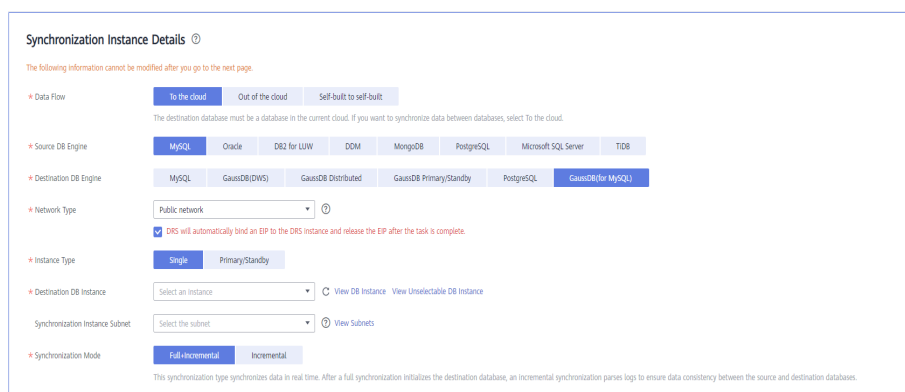 Synchronization Instance Details
The following information cannot be modified after you go to the next page.
* Data Flow To the cloud Out of the cloud Self-built to self-built
The destination database must be a database in the current cloud. If you want to synchronize data between databases, select To the cloud.
* Source DB Engine MySQL Oracle DB2 for LUW DDM MongoDB PostgreSQL Microsoft SQL Server TiDB
* Destination DB Engine MySQL GaussDB(DWS) GaussDB Distributed GaussDB Primary/Standby PostgreSQL GaussDB(for MySQL)
* Network Type Public network
DRS will automatically bind an EIP to the DRS instance and release the EIP after the task is complete.
* Instance Type Single Primary/Standby
* Destination DB Instance Select an instance View DB Instance View Unselectable DB Instance
Synchronization Instance Subnet Select the subnet View Subnets
* Synchronization Mode Full+Incremental Incremental
This synchronization type synchronizes data in real time. After a full synchronization initializes the destination database, an incremental synchronization parses logs to ensure data consistency between the source and destination databases.